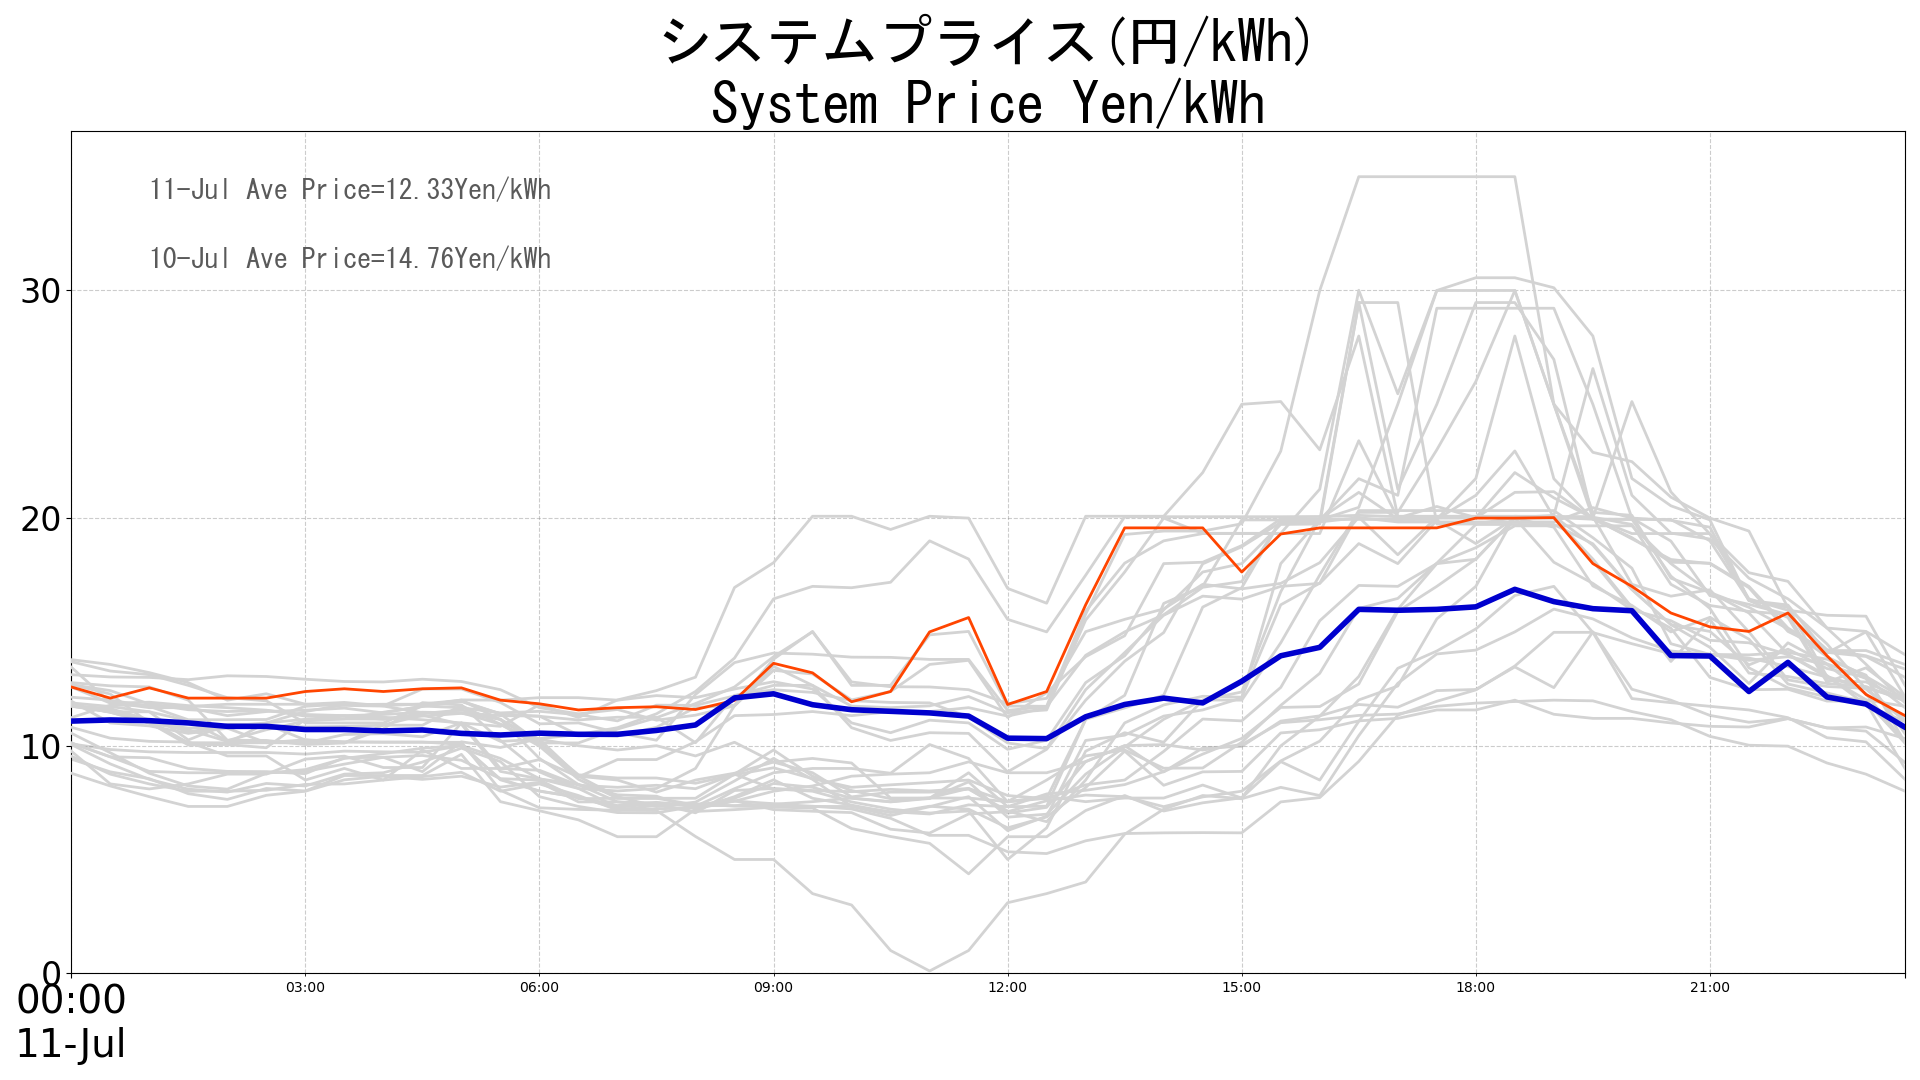 システムプライス(円/kWh)
System Price Yen/kWh
11-Jul Ave Price=12.33Yen/kWh
10-Jul Ave Price=14.76Yen/kWh
30
20
10
0
00:00
03:00
06:00
09:00
12:00
15:00
18:00
21:00
11-Jul